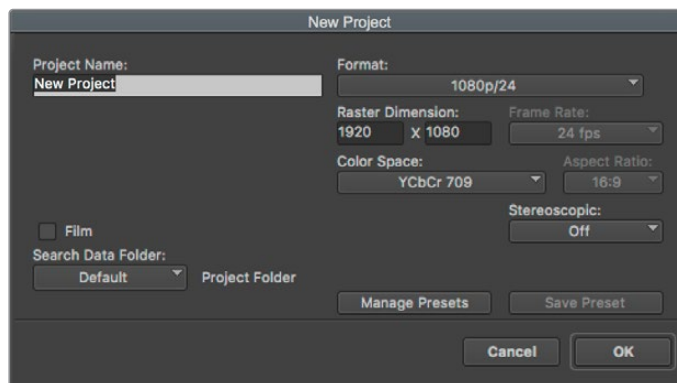 New Project
Project Name:
New Project
Format:
1080p/24
Raster Dimension:
1920 x 1080
Frame Rate:
24 fps
Color Space:
YCbCr 709
Aspect Ratio:
16:9
Stereoscopic:
Off
Film
Search Data Folder:
Default
Project Folder
Manage Presets
Save Preset
Cancel
OK